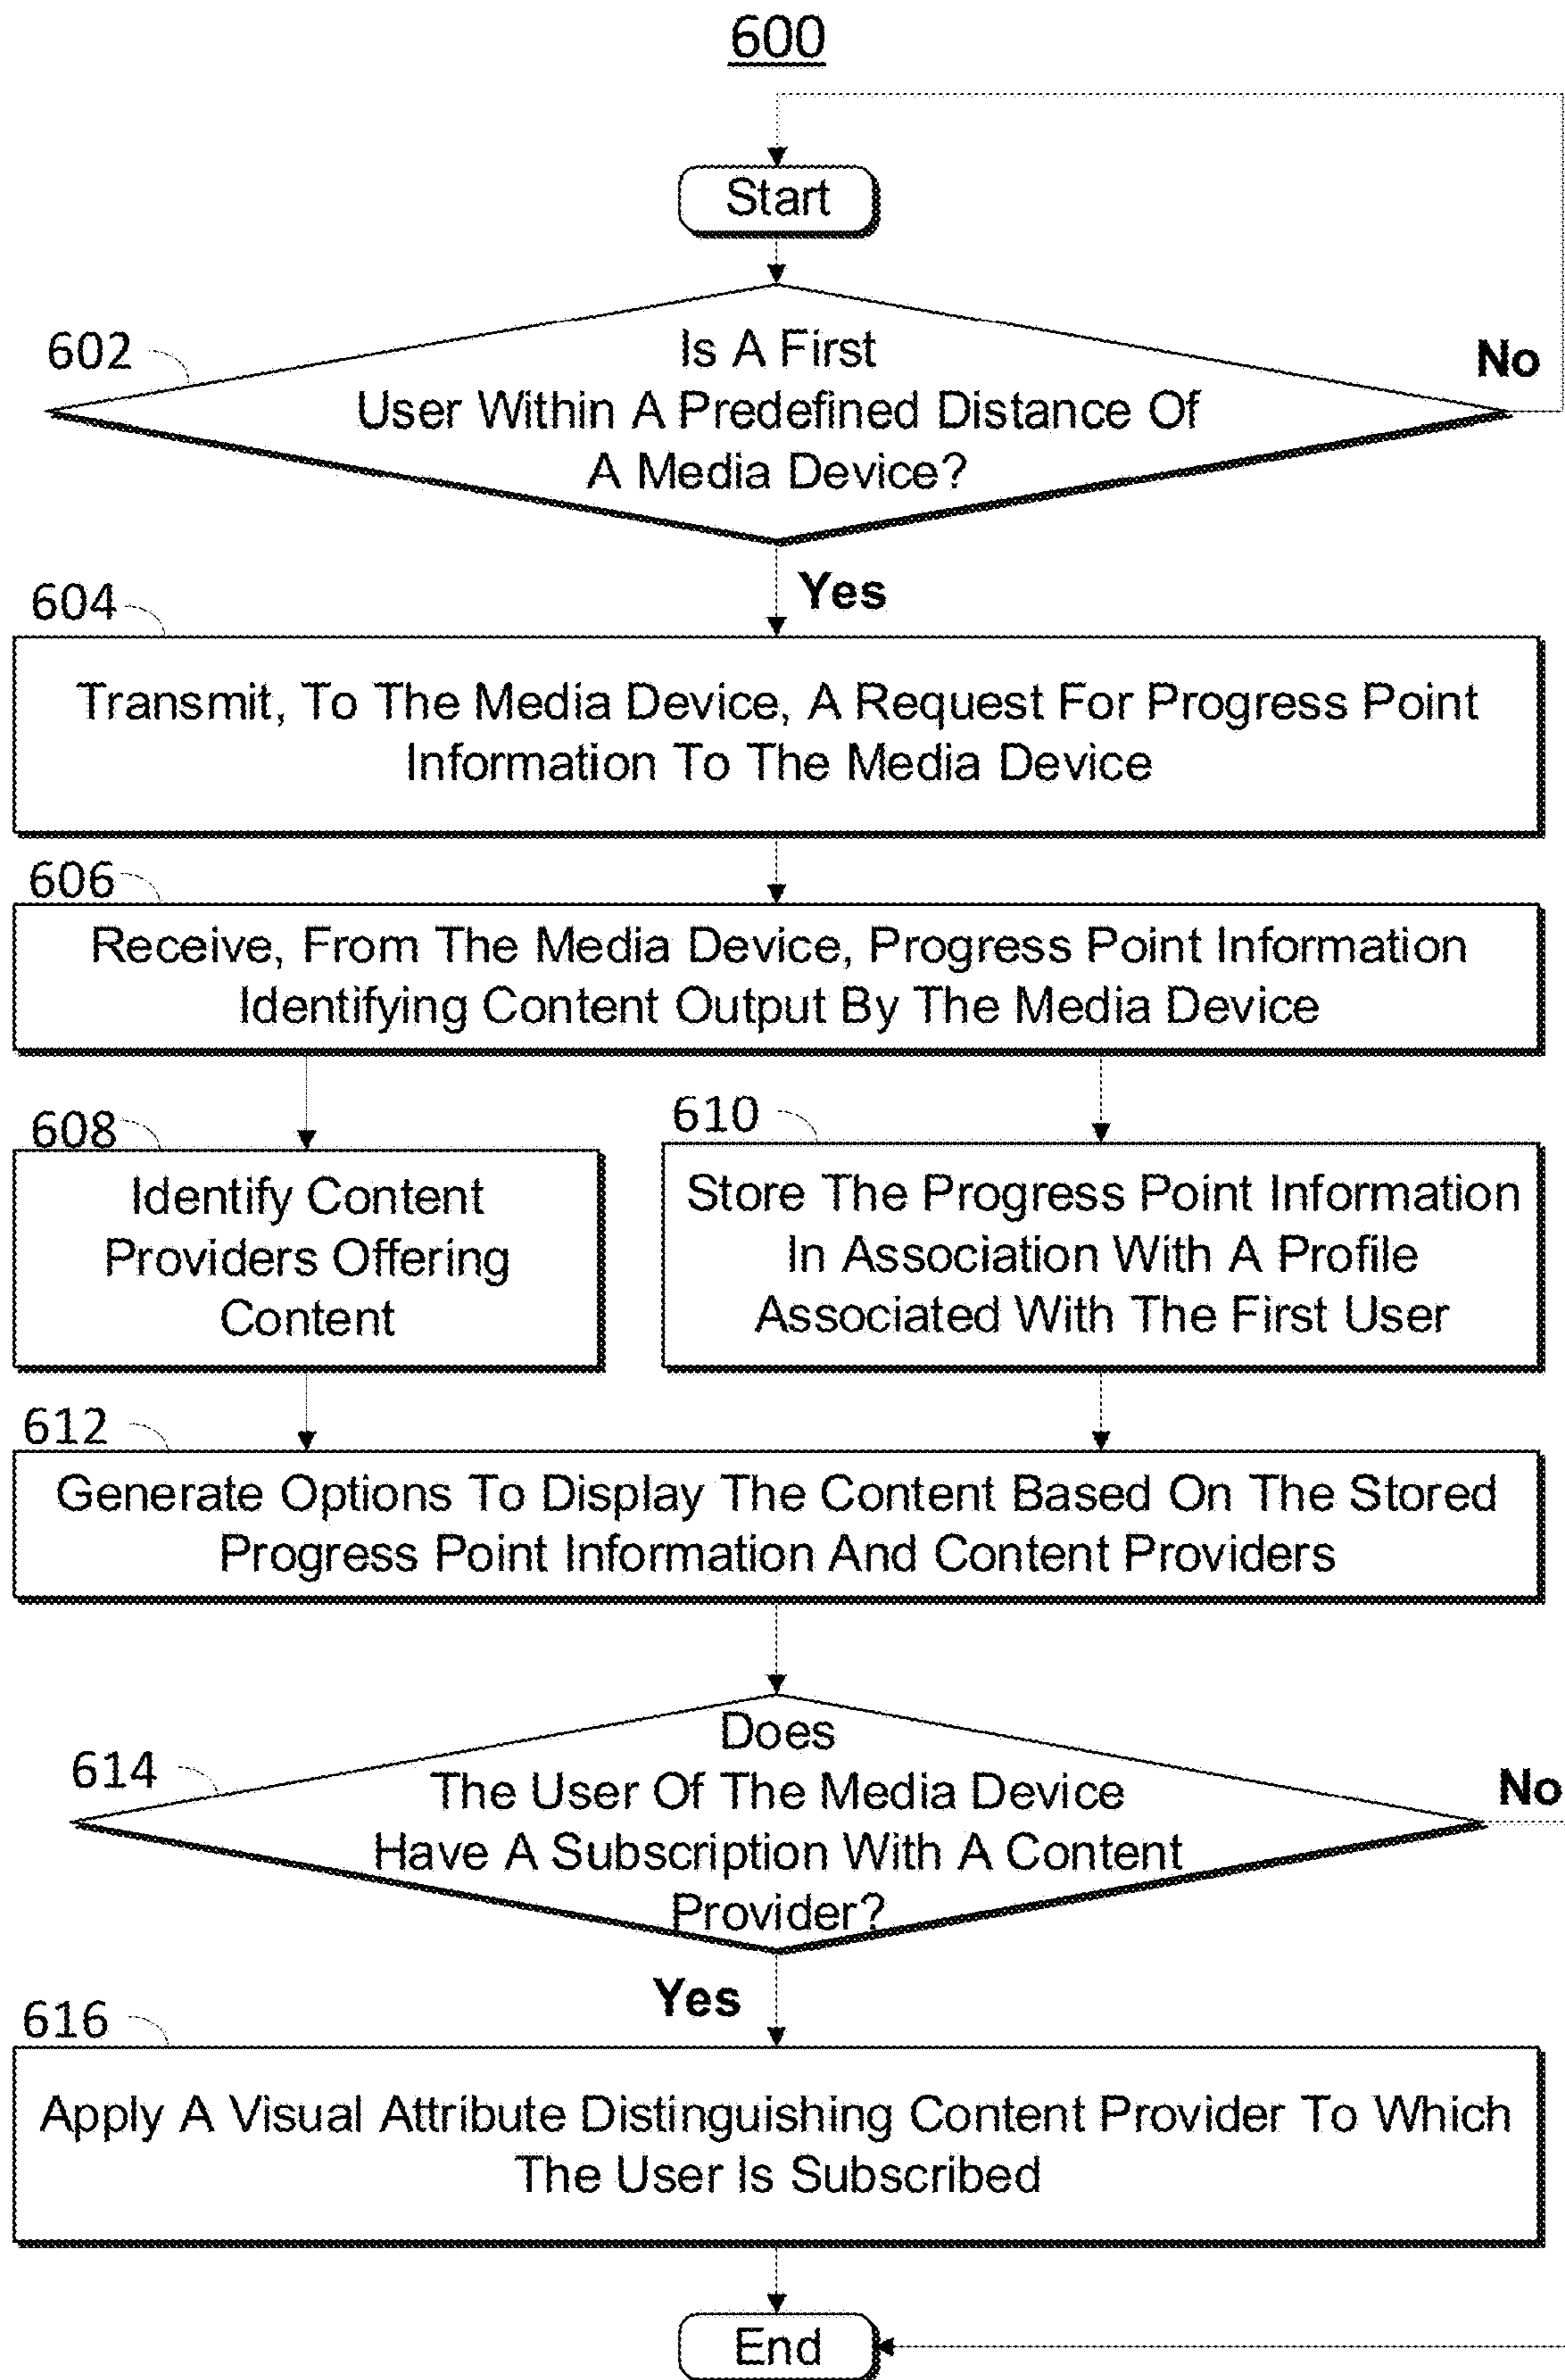 600
Start
602
Is A First
User Within A Predefined Distance Of
A Media Device?
No
Yes
604
Transmit, To The Media Device, A Request For Progress Point
Information To The Media Device
606
Receive, From The Media Device, Progress Point Information
Identifying Content Output By The Media Device
608
Identify Content
Providers Offering
Content
610
Store The Progress Point Information
In Association With A Profile
Associated With The First User
612
Generate Options To Display The Content Based On The Stored
Progress Point Information And Content Providers
614
Does
The User Of The Media Device
Have A Subscription With A Content
Provider?
No
Yes
616
Apply A Visual Attribute Distinguishing Content Provider To Which
The User Is Subscribed
End